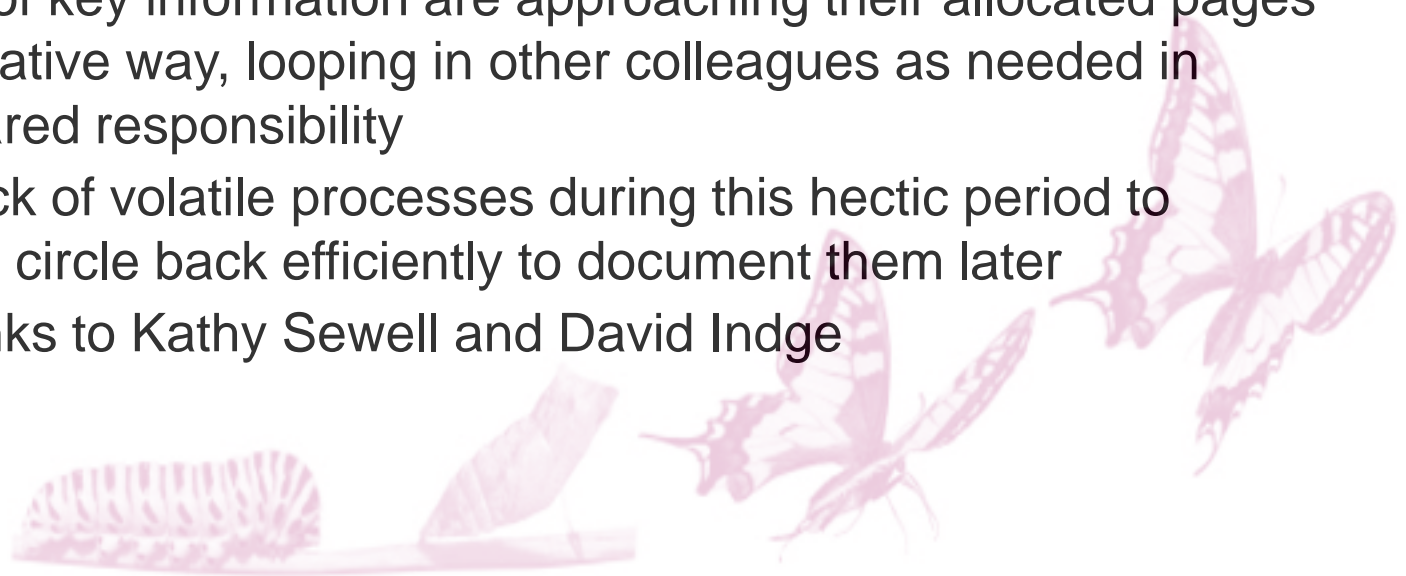 of key information are approaching their allocated pages
ative way, looping in other colleagues as needed in
red responsibility
ck of volatile processes during this hectic period to
circle back efficiently to document them later
ks to Kathy Sewell and David Indge